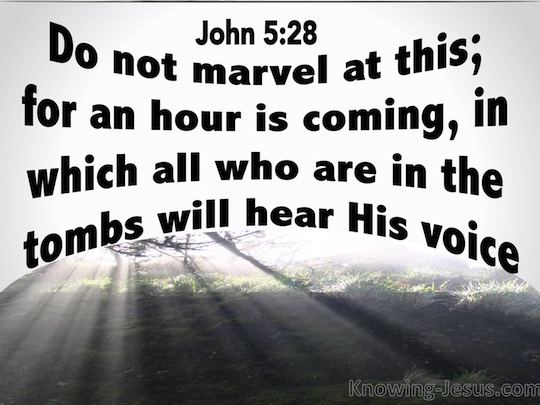 John 5:28
Do not marvel at this;
for an hour is coming, in
which all who are in the
tombs will hear His voice
Knowing-Jesus.com